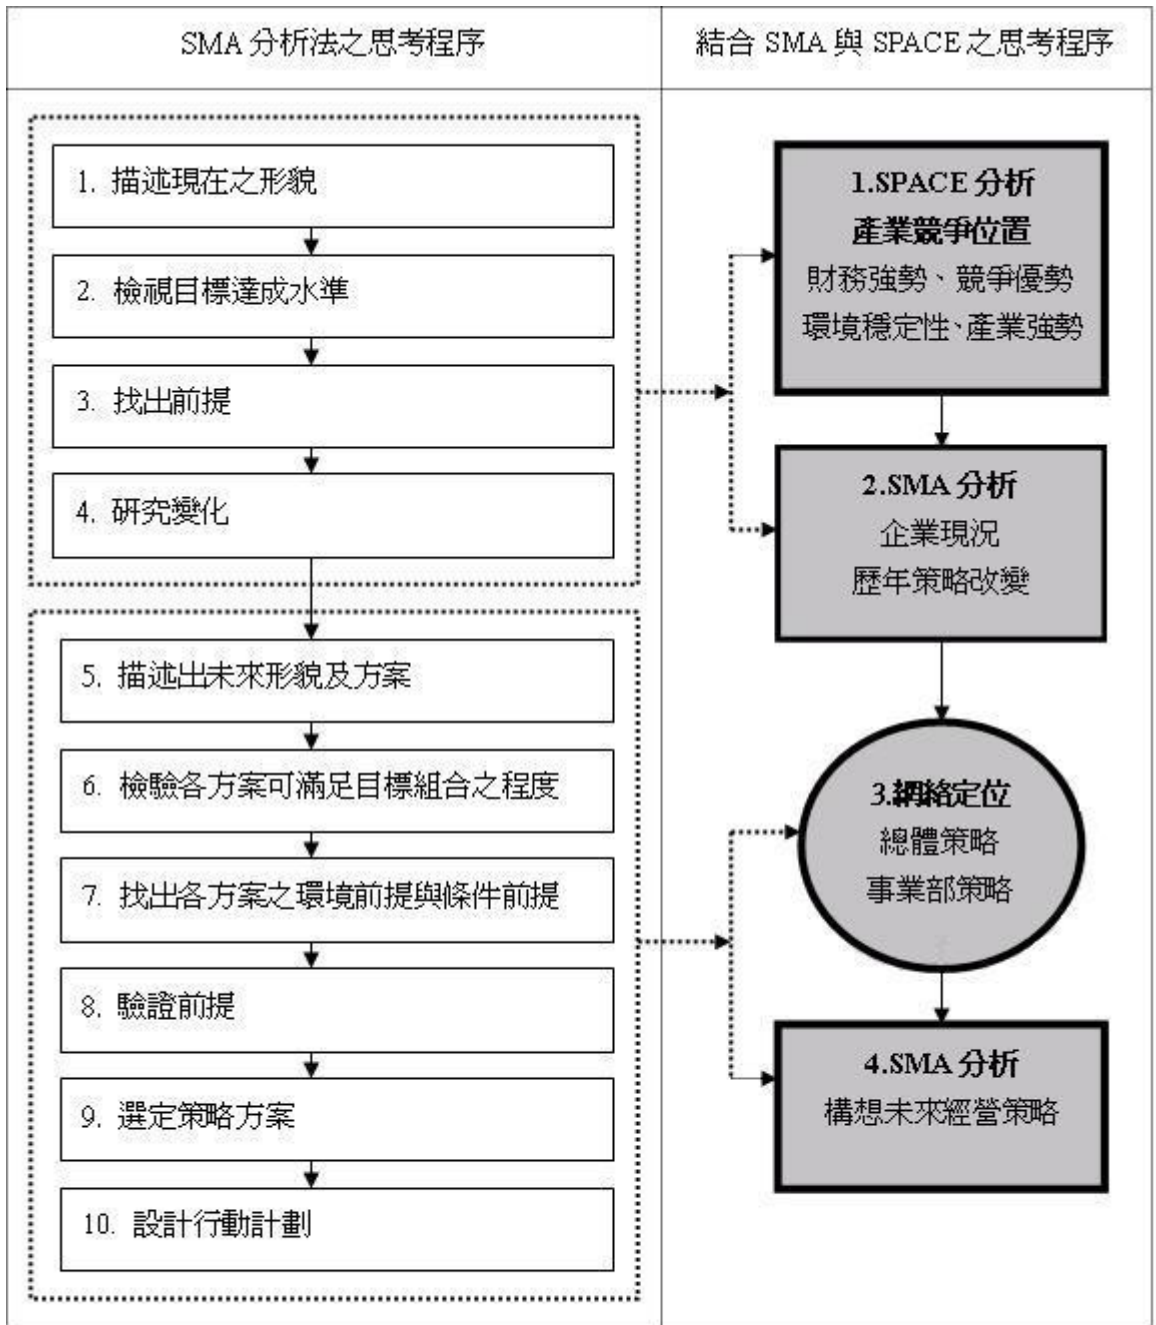 SMA 分析法之思考程序
結合 SMA 與 SPACE 之思考程序
1. 描述現在之形貌
2. 檢視目標達成水準
3. 找出前提
4. 研究變化
5. 描述出未來形貌及方案
6. 檢驗各方案可滿足目標組合之程度
7. 找出各方案之環境前提與條件前提
8. 驗證前提
9. 選定策略方案
10. 設計行動計劃
1.SPACE 分析
產業競爭位置
財務強勢、競爭優勢
環境穩定性、產業強勢
2.SMA 分析
企業現況
歷年策略改變
3.網絡定位
總體策略
事業部策略
4.SMA 分析
構想未來經營策略